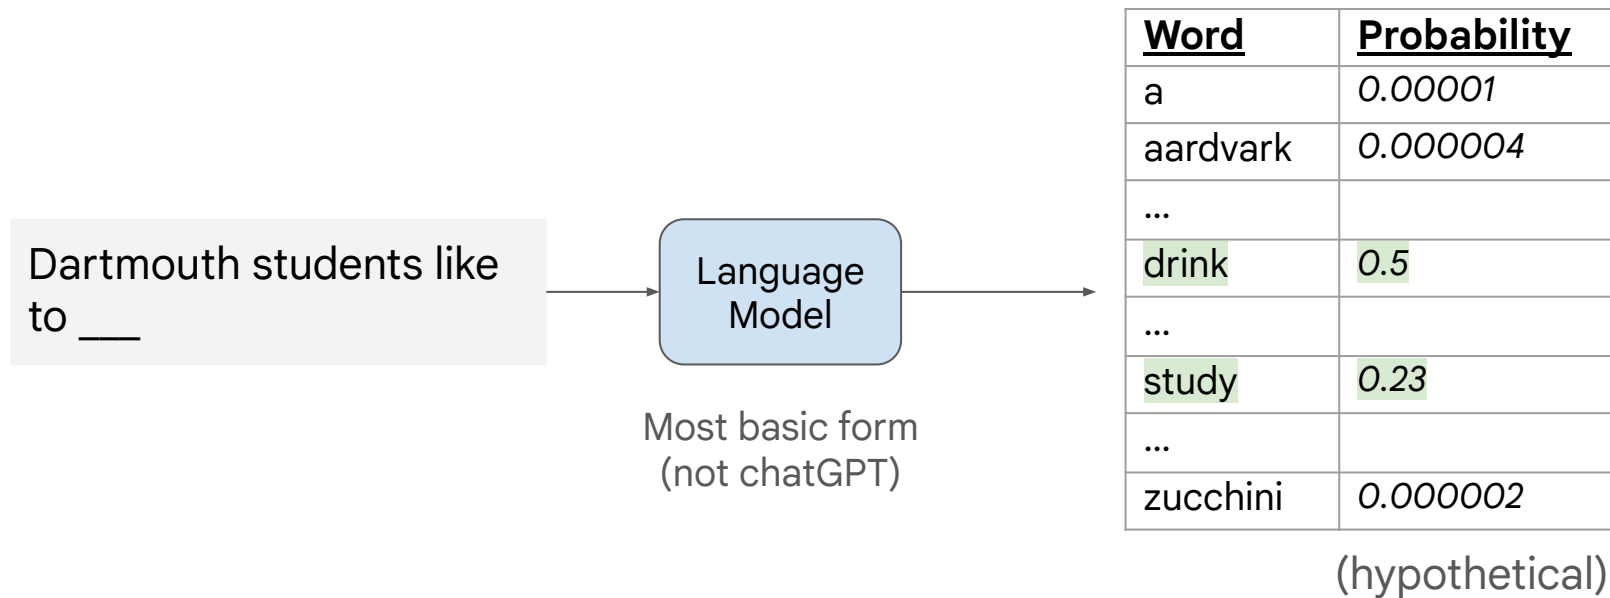 Dartmouth students like
to ___
Language
Model
Most basic form
(not chatGPT)
Word Probability
a 0.00001
aardvark 0.000004
...
drink 0.5
...
study 0.23
...
zucchini 0.000002
(hypothetical)